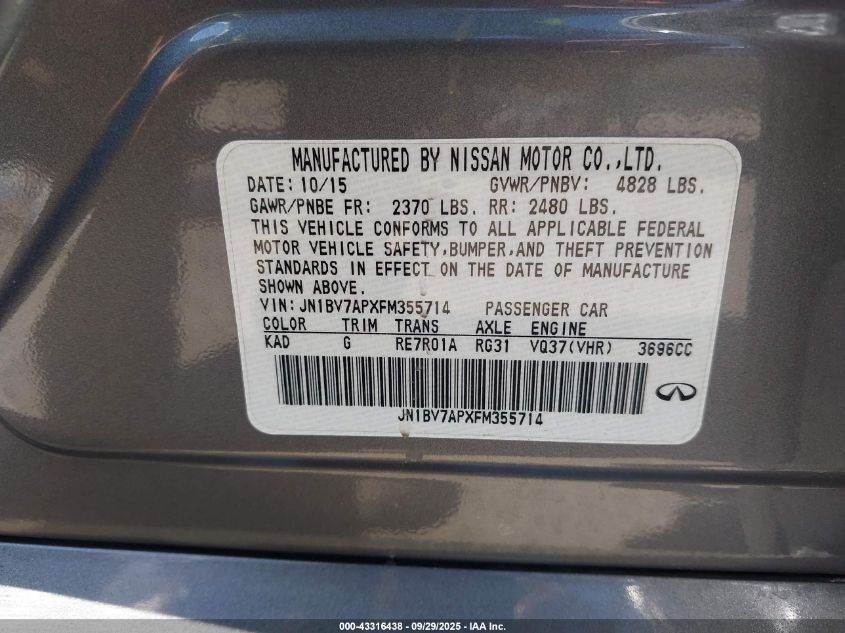 MANUFACTURED BY NISSAN MOTOR CO.,LTD.
DATE: 10/15 GVWR/PNBV: 4828 LBS.
GAWR/PNBE FR: 2370 LBS. RR: 2480 LBS.
THIS VEHICLE CONFORMS TO ALL APPLICABLE FEDERAL
MOTOR VEHICLE SAFETY,BUMPER,AND THEFT PREVENTION
STANDARDS IN EFFECT ON THE DATE OF MANUFACTURE
SHOWN ABOVE.
VIN: JN1BV7APXFM355714 PASSENGER CAR
COLOR TRIM TRANS AXLE ENGINE
KAD G RE7R01A RG31 VQ37(VHR) 3696CC
JN1BV7APXFM355714
000-43316438 - 09/29/2025 - IAA Inc.